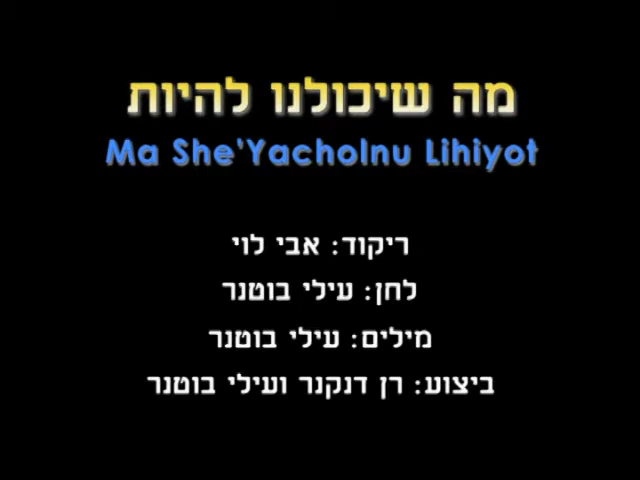 מה שיכולנו להיות
Ma She'Yacholnu Lihiyot
ריקוד: אבי לוי
לחן: עילי בוטנר
מילים: עילי בוטנר
ביצוע: רן דנקנר ועילי בוטנר